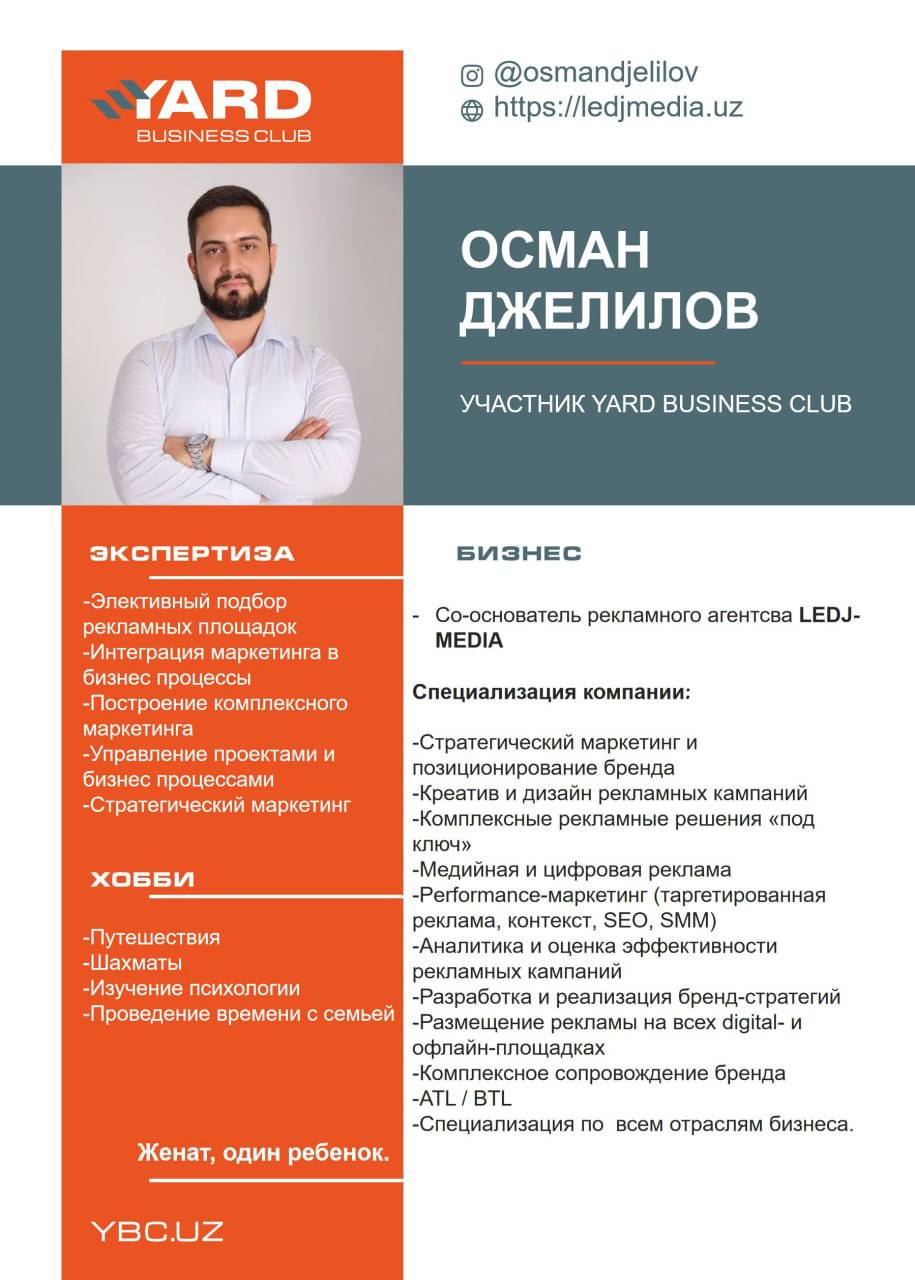 YARD
BUSINESS CLUB
@osmandjelilov
https://ledjmedia.uz
ОСМАН
ДЖЕЛИЛОВ
УЧАСТНИК YARD BUSINESS CLUB
ЭКСПЕРТИЗА
-Элективный подбор
рекламных площадок
-Интеграция маркетинга в
бизнес процессы
-Построение комплексного
маркетинга
-Управление проектами и
бизнес процессами
-Стратегический маркетинг
ХОББИ
-Путешествия
-Шахматы
-Изучение психологии
-Проведение времени с семьей
Женат, один ребенок.
YBC.UZ
БИЗНЕС
- Со-основатель рекламного агентсва LEDJ-
MEDIA
Специализация компании:
-Стратегический маркетинг и
позиционирование бренда
-Креатив и дизайн рекламных кампаний
-Комплексные рекламные решения «под
ключ»
-Медийная и цифровая реклама
-Performance-маркетинг (таргетированная
реклама, контекст, SEO, SMM)
-Аналитика и оценка эффективности
рекламных кампаний
-Разработка и реализация бренд-стратегий
-Размещение рекламы на всех digital- и
офлайн-площадках
-Комплексное сопровождение бренда
-ATL / BTL
-Специализация по  всем отраслям бизнеса.